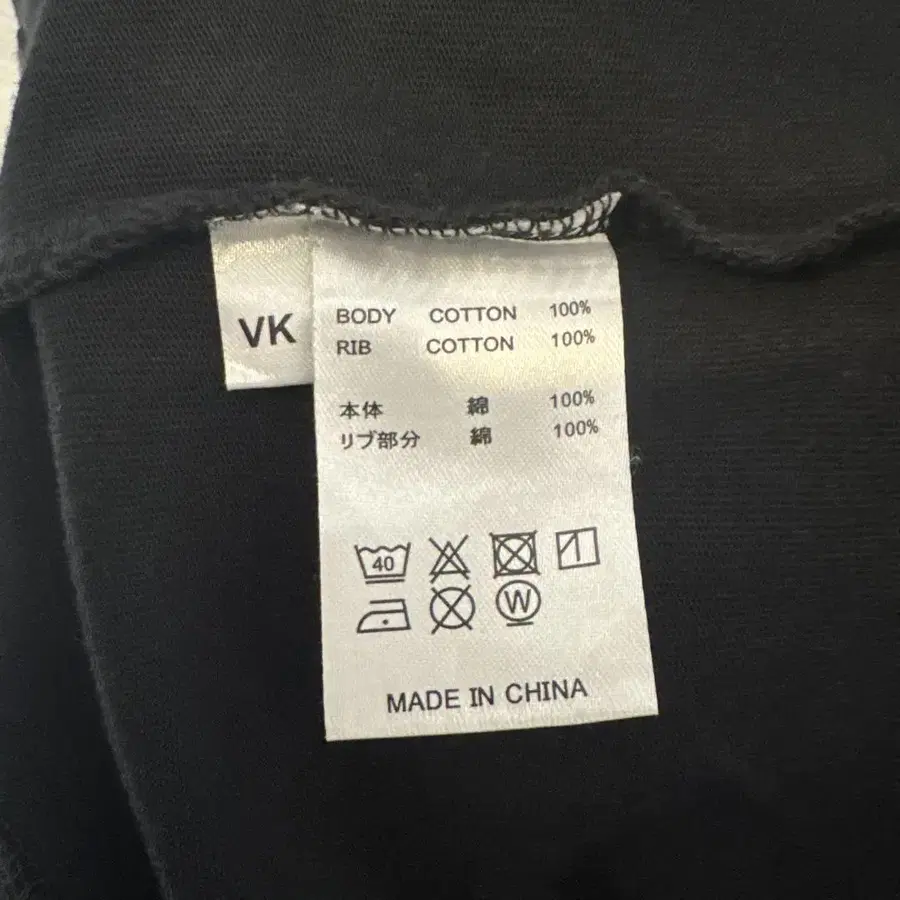 VK
BODY COTTON 100%
RIB COTTON 100%
本体 綿 100%
リブ部分 綿 100%
40
W
MADE IN CHINA